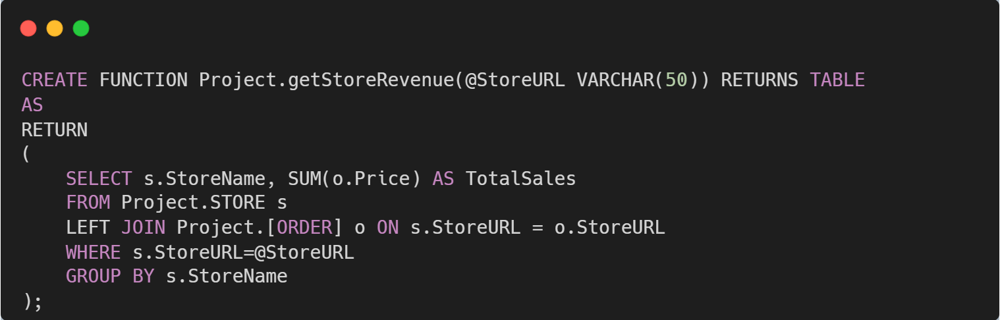 CREATE FUNCTION Project.getStoreRevenue(@StoreURL VARCHAR(50)) RETURNS TABLE
AS
RETURN
(
    SELECT s.StoreName, SUM(o.Price) AS TotalSales
    FROM Project.STORE s
    LEFT JOIN Project.[ORDER] o ON s.StoreURL = o.StoreURL
    WHERE s.StoreURL=@StoreURL
    GROUP BY s.StoreName
);